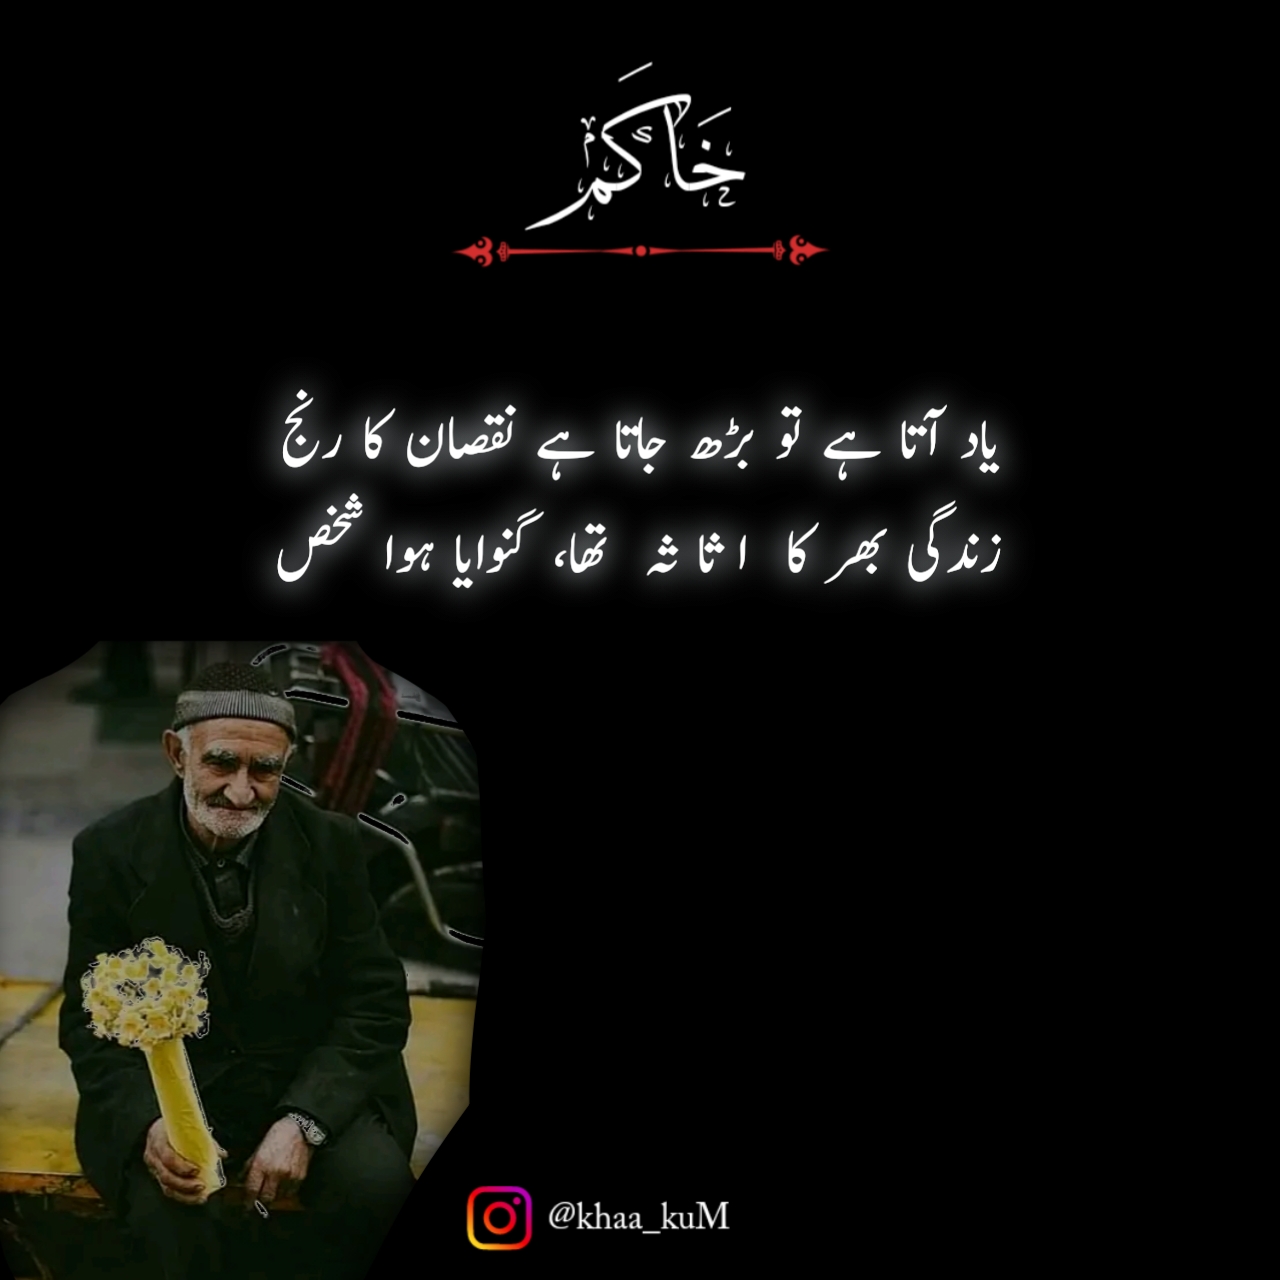 خَاکَم
یاد آتا ہے تو بڑھ جاتا ہے نقصان کا رنج
زندگی بھر کا اثاثہ تھا، گنوایا ہوا شخص
@khaa_kuM